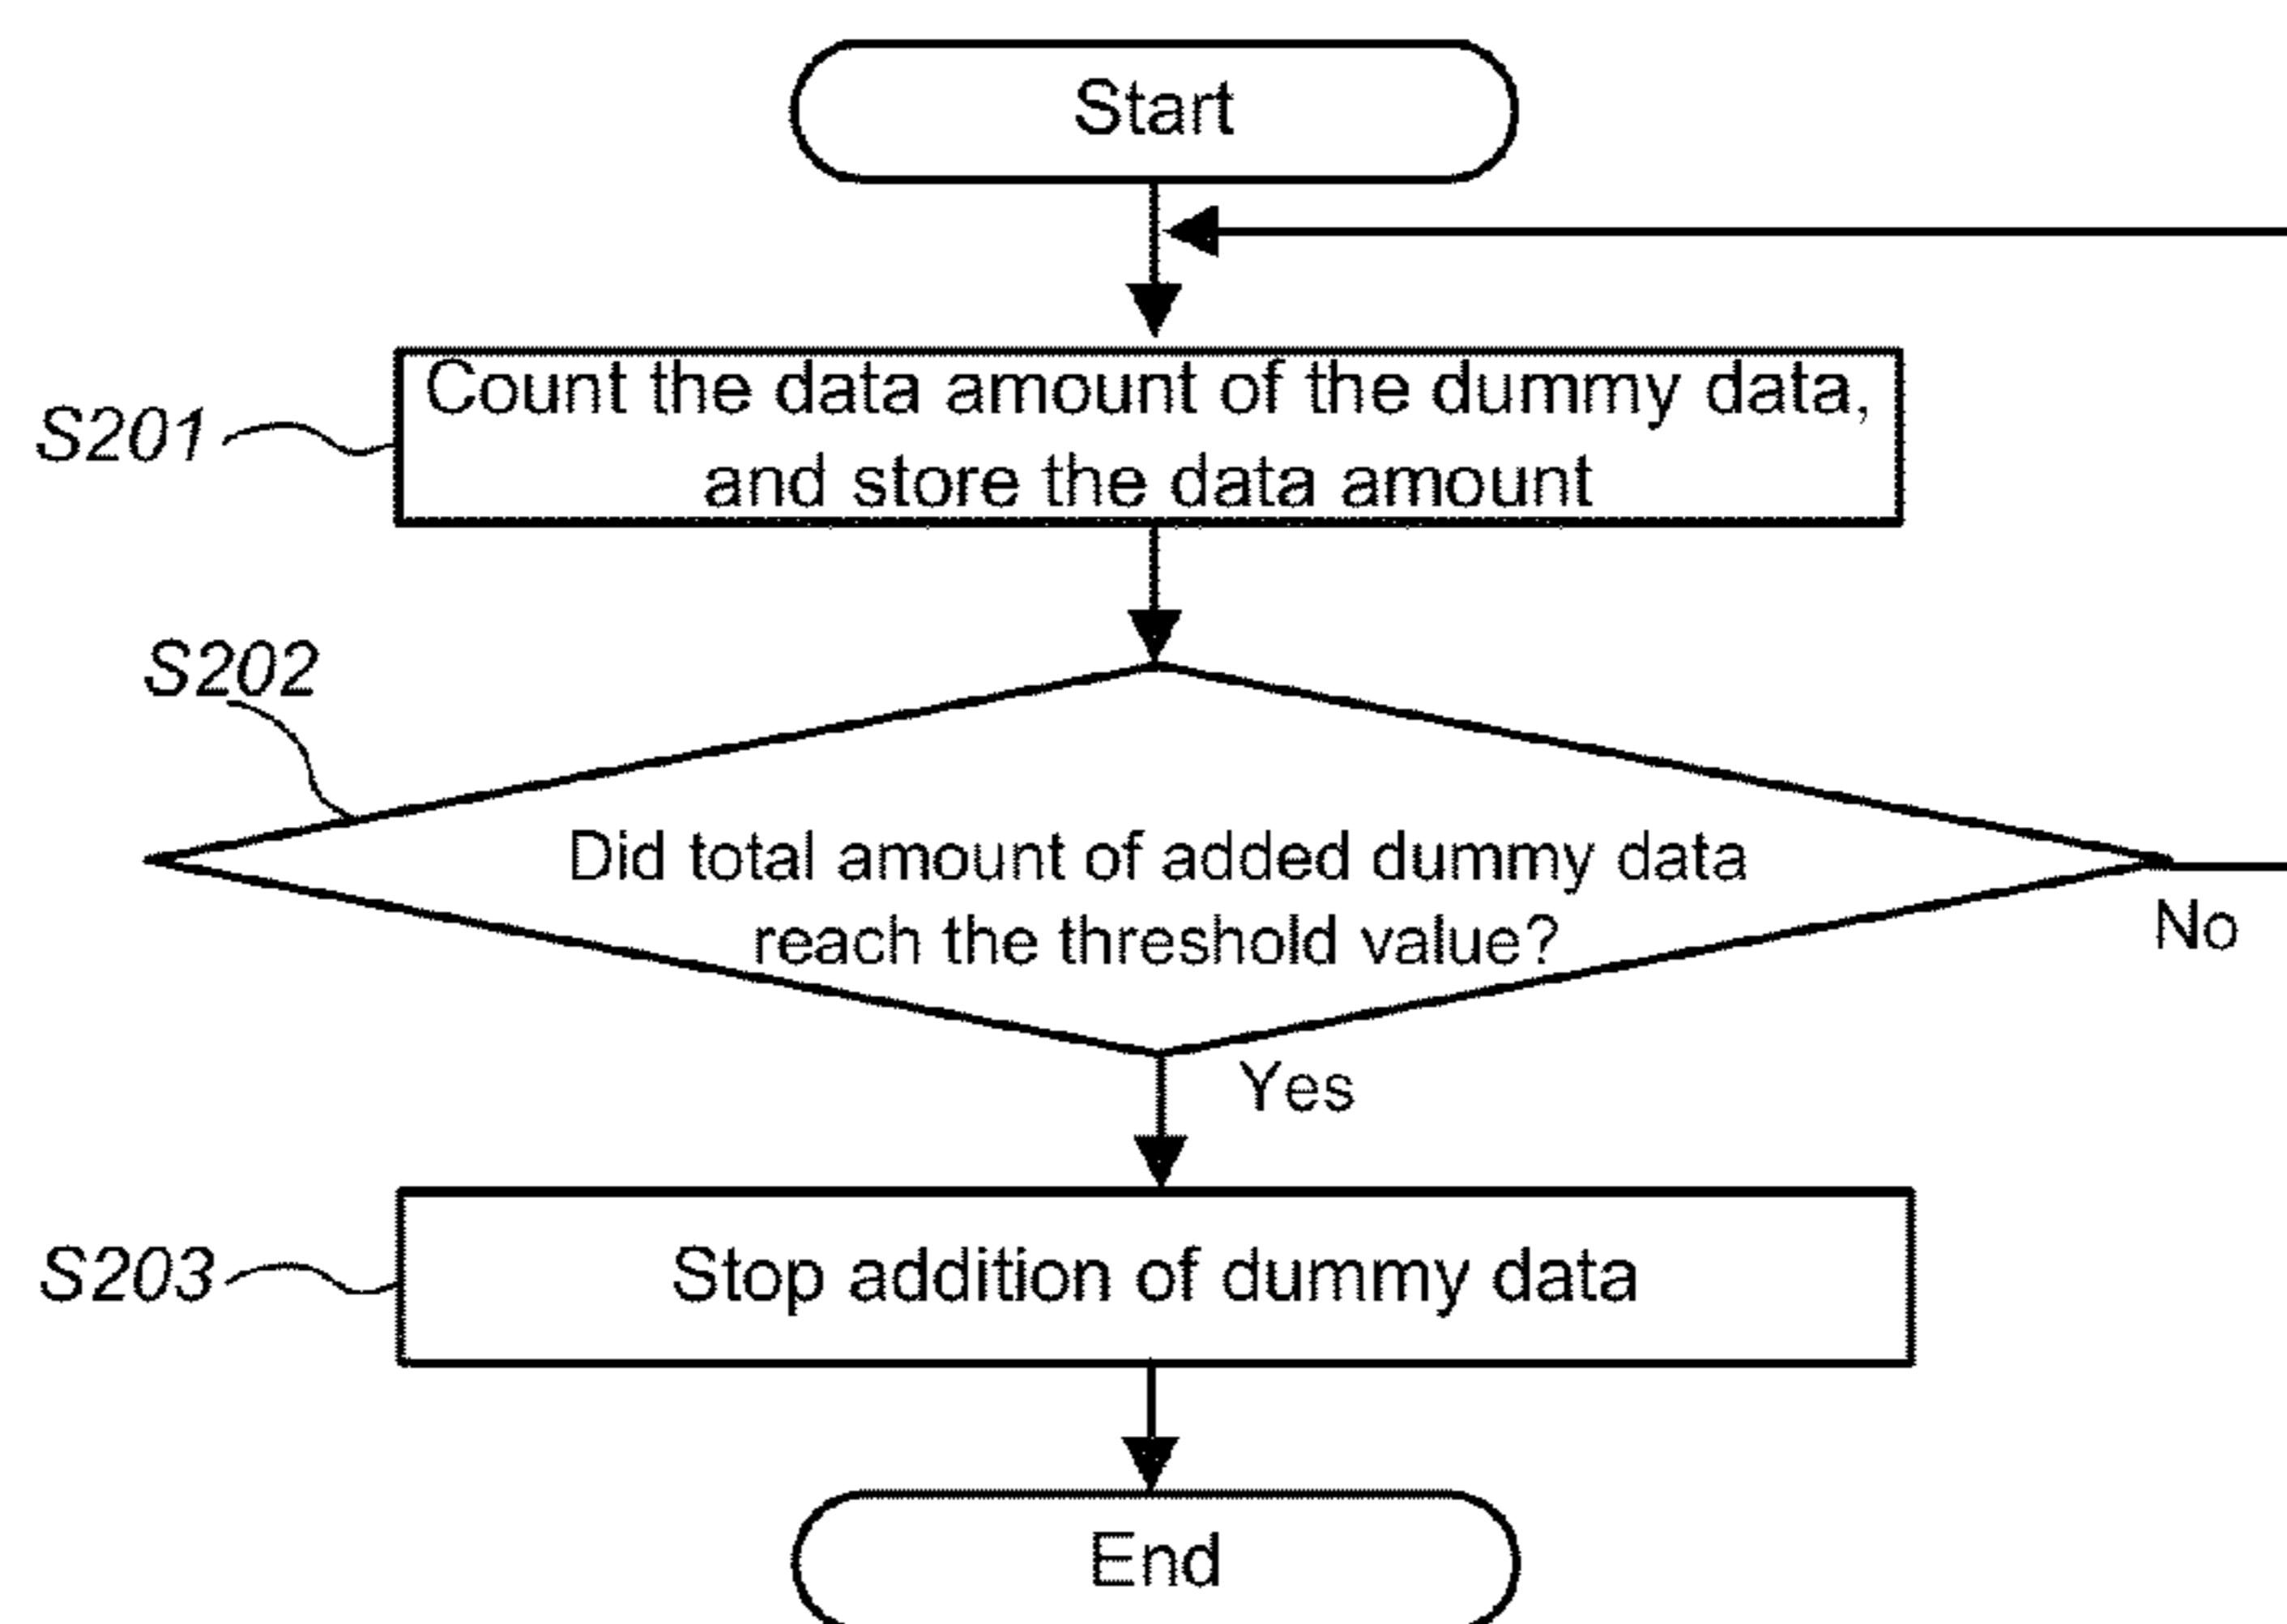 Start
S201
Count the data amount of the dummy data,
and store the data amount
S202
Did total amount of added dummy data
reach the threshold value?
No
Yes
S203
Stop addition of dummy data
End